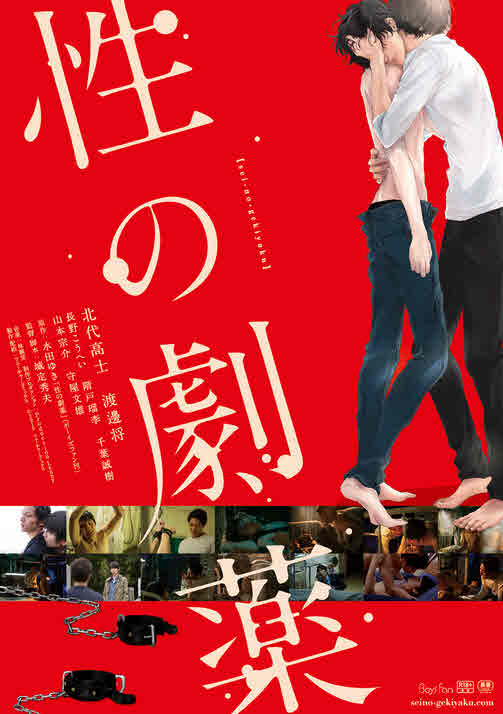 性の劇薬
【sei-no-gekiyaku】
北代高士 渡邊将
長野こうへい 階戸瑠李 千葉誠樹
山本宗介 守屋文雄
原作：水田ゆき「性の劇薬」
監督・脚本：城定秀夫
Boys Fan
R18+
seino-gekiyaku.com